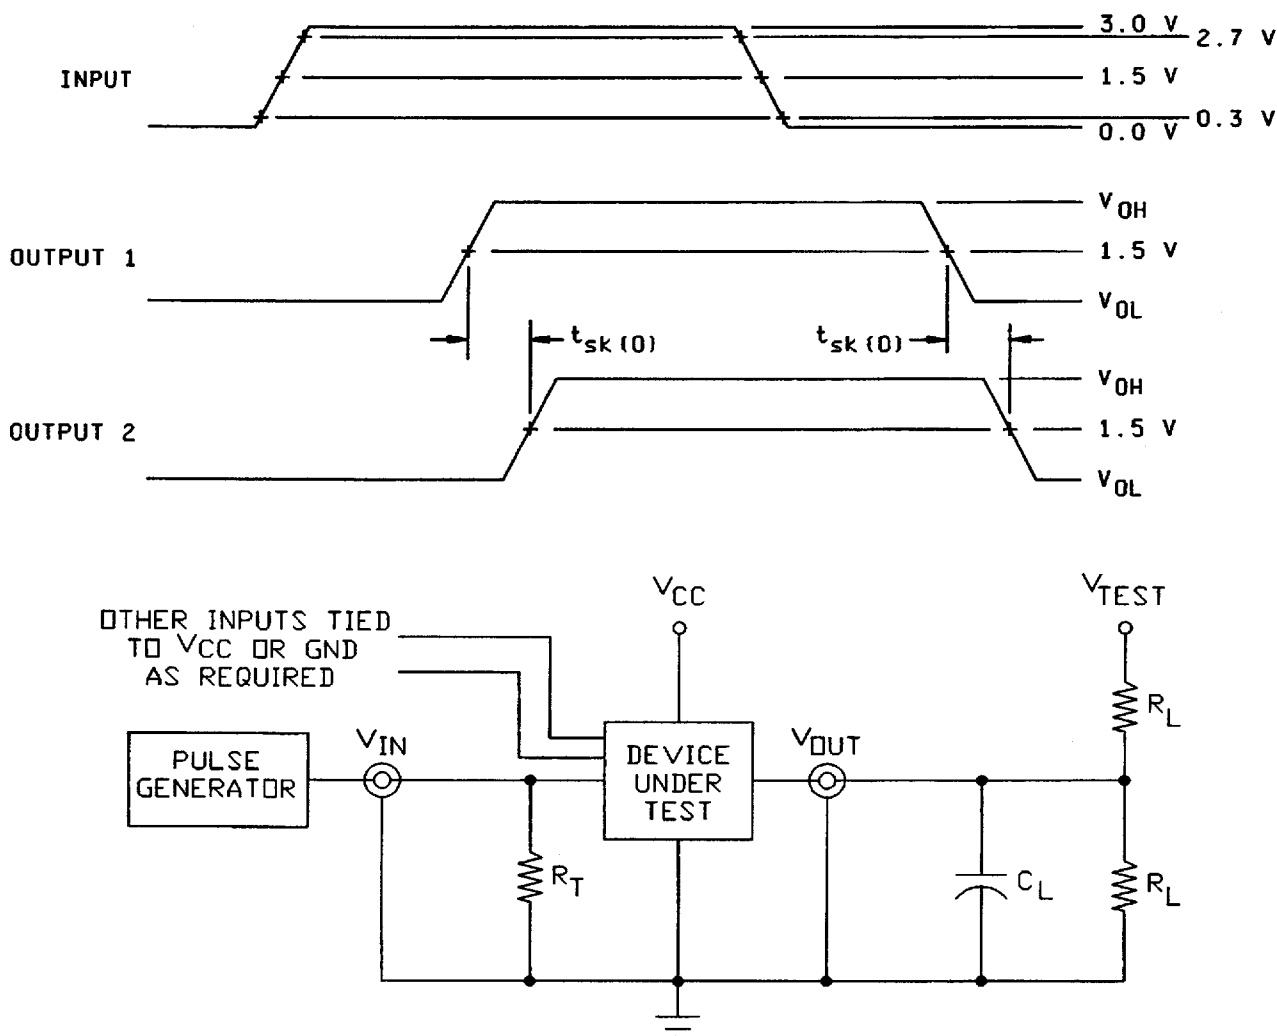 INPUT
3.0 V
2.7 V
1.5 V
0.3 V
0.0 V
OUTPUT 1
VOH
1.5 V
VOL
tsk(O)
tsk(O)
OUTPUT 2
VOH
1.5 V
VOL
OTHER INPUTS TIED
TO VCC OR GND
AS REQUIRED
VCC
VTEST
PULSE
GENERATOR
VIN
DEVICE
UNDER
TEST
VOUT
RL
RT
CL
RL